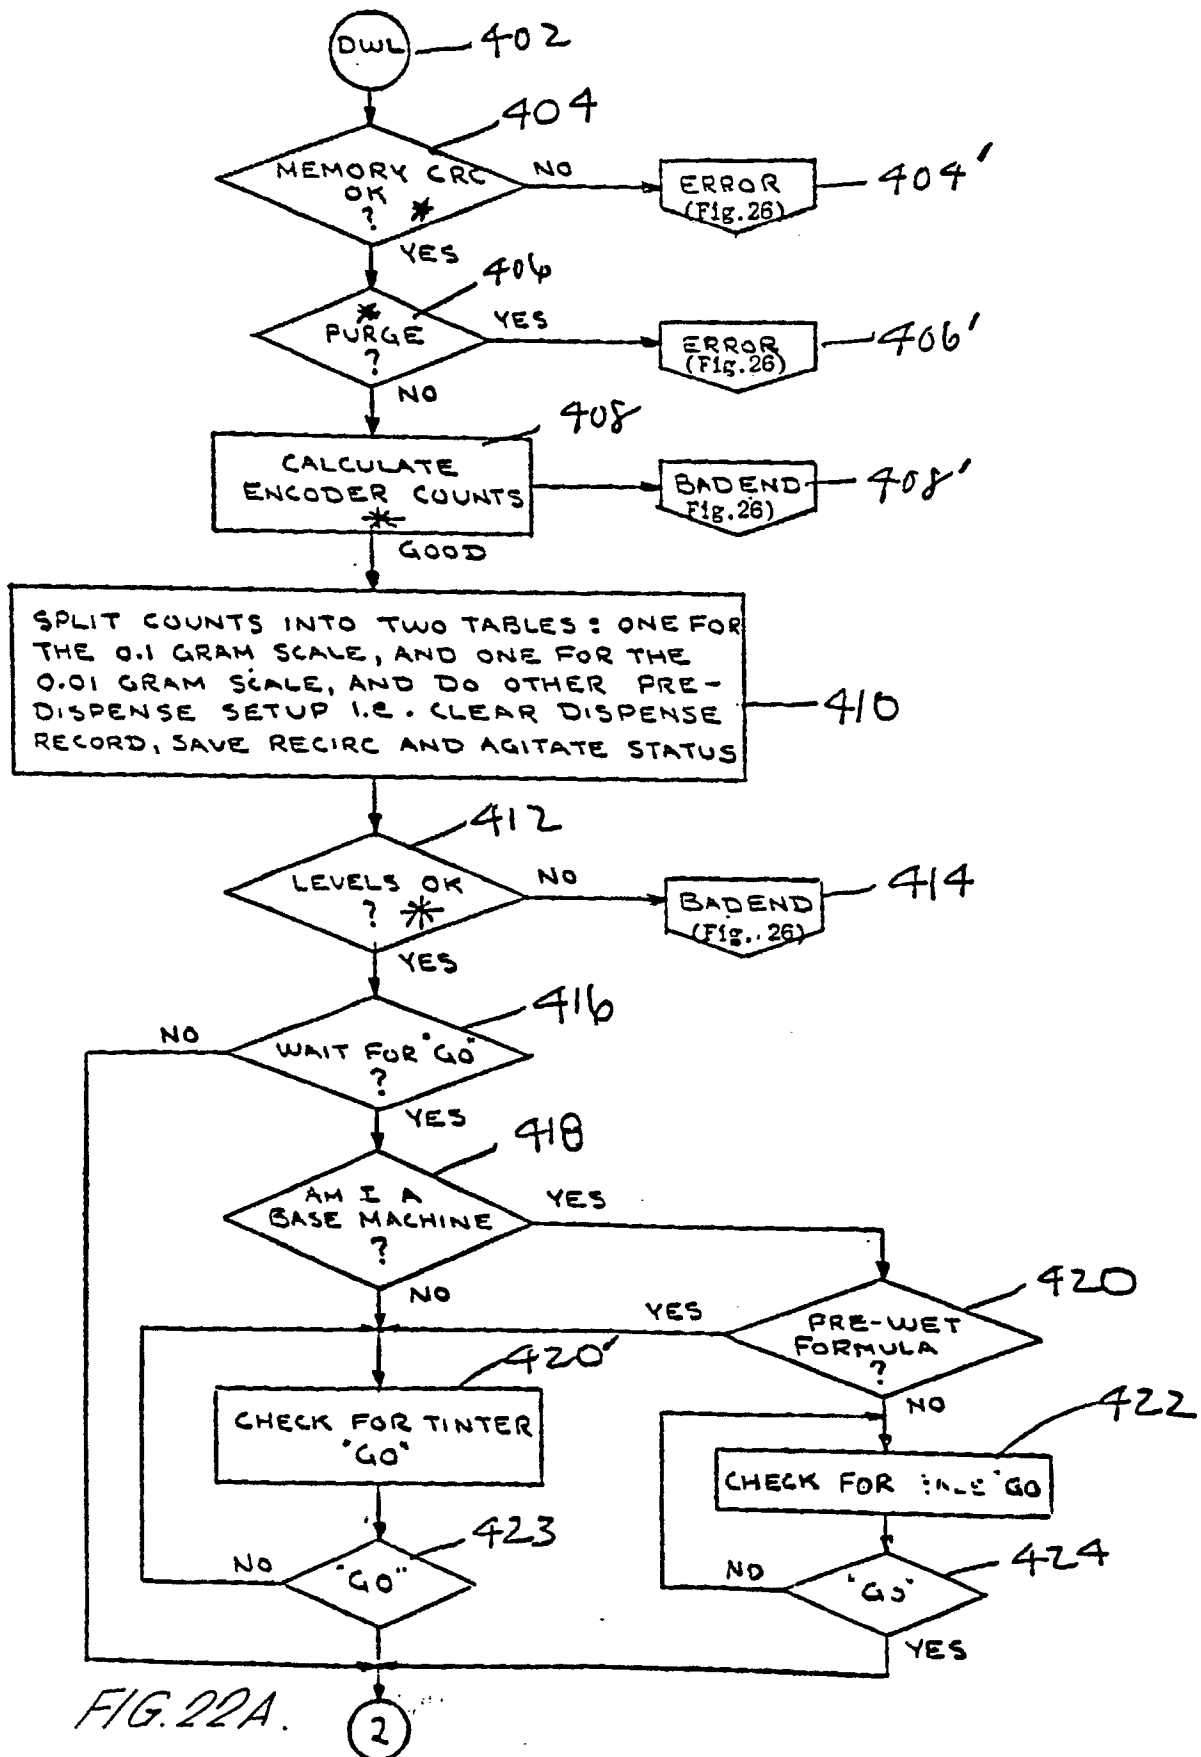 DWL
402
404
MEMORY CRC
OK
? *
NO
ERROR
(Fig.26)
404'
YES
406
*
PURGE
?
YES
ERROR
(Fig.26)
406'
NO
408
CALCULATE
ENCODER COUNTS
*
BADEND
Fig.26)
408'
GOOD
SPLIT COUNTS INTO TWO TABLES: ONE FOR
THE 0.1 GRAM SCALE, AND ONE FOR THE
0.01 GRAM SCALE, AND DO OTHER PRE-
DISPENSE SETUP I.e. CLEAR DISPENSE
RECORD, SAVE RECIRC AND AGITATE STATUS
410
412
LEVELS OK
? *
NO
BADEND
(Fig..26)
414
YES
416
NO
WAIT FOR "GO"
?
YES
418
AM I A
BASE MACHINE
?
YES
NO
420
YES
PRE-WET
FORMULA
?
420'
NO
CHECK FOR TINTER
"GO"
422
CHECK FOR "GO
423
NO
"GO"
424
NO
"GO"
YES
FIG. 22A.
2